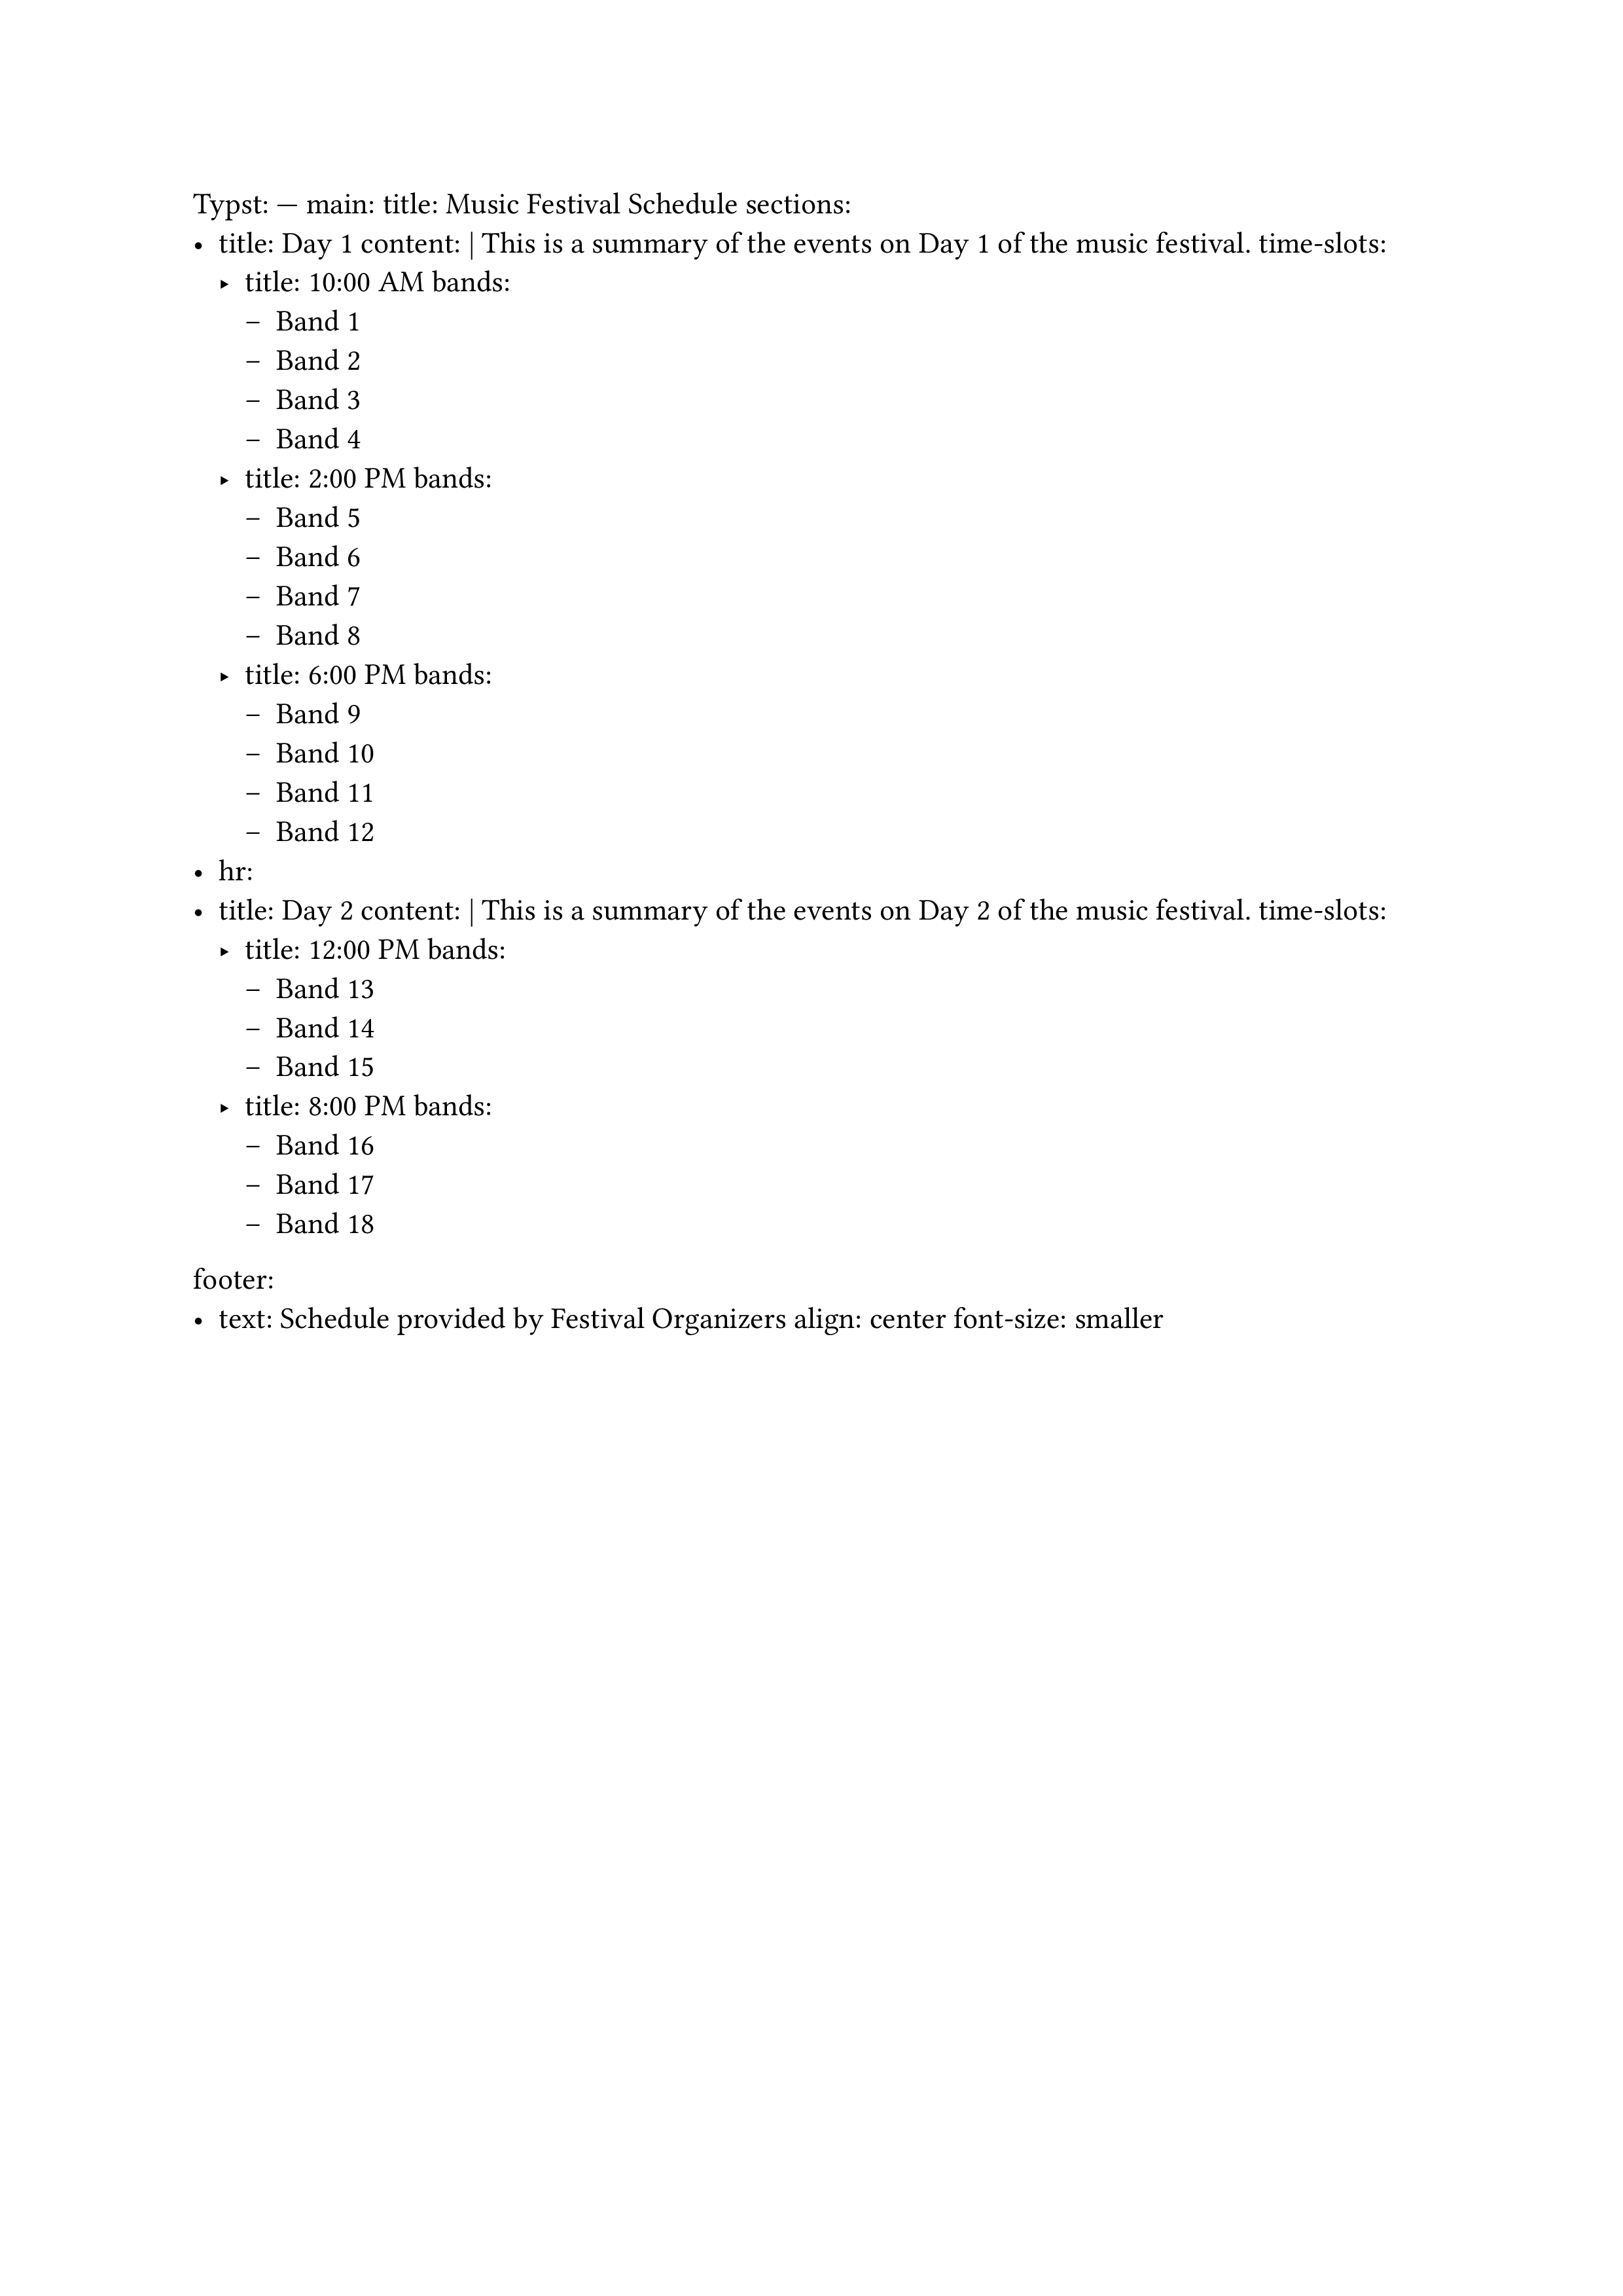 Typst: — main: title: Music Festival Schedule sections:
• title: Day 1 content: | This is a summary of the events on Day 1 of the music festival. time-slots:
‣ title: 10:00 AM bands:
– Band 1
– Band 2
– Band 3
– Band 4
‣ title: 2:00 PM bands:
– Band 5
– Band 6
– Band 7
– Band 8
‣ title: 6:00 PM bands:
– Band 9
– Band 10
– Band 11
– Band 12
• hr:
• title: Day 2 content: | This is a summary of the events on Day 2 of the music festival. time-slots:
‣ title: 12:00 PM bands:
– Band 13
– Band 14
– Band 15
‣ title: 8:00 PM bands:
– Band 16
– Band 17
– Band 18
footer:
• text: Schedule provided by Festival Organizers align: center font-size: smaller